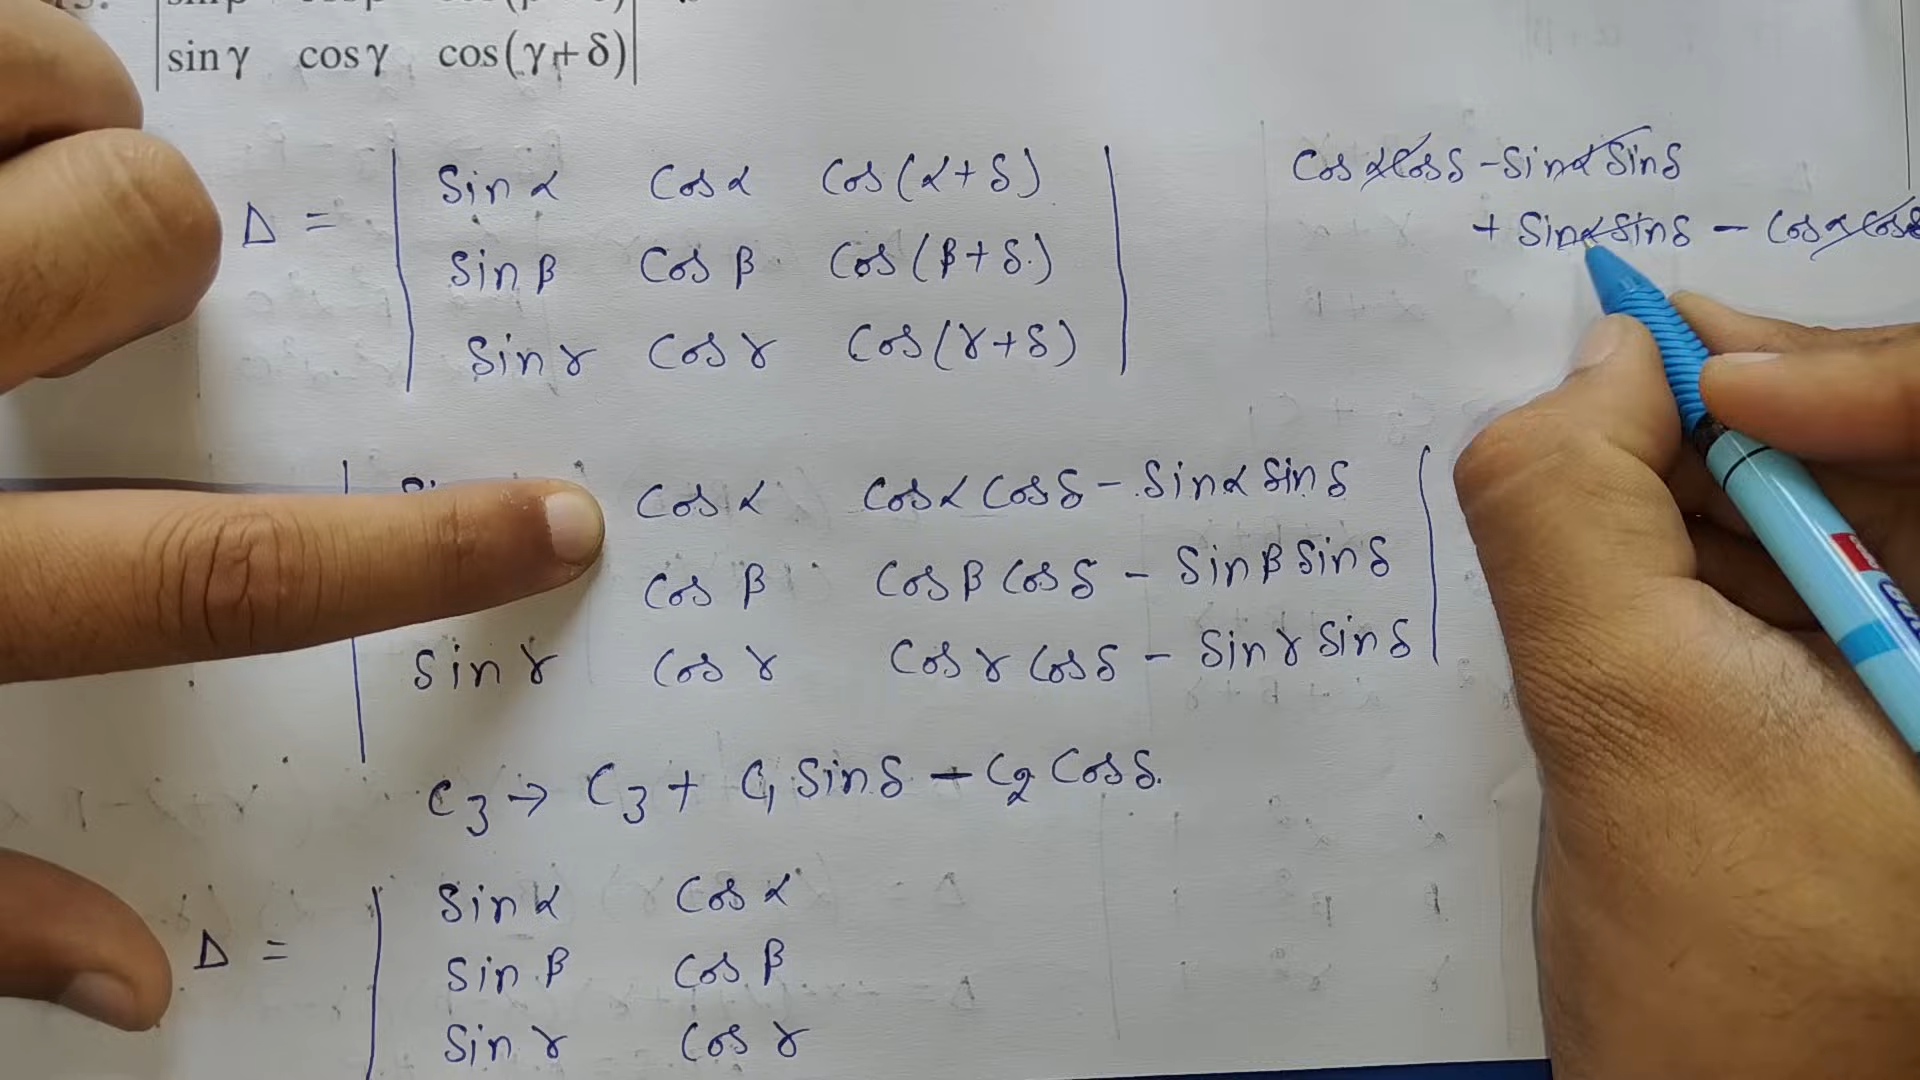 sin γ cos γ cos(γ + δ)
Δ = | Sin α Cos α Cos(α+δ) |
Sin β Cos β Cos(β+δ)
Sin γ Cos γ Cos(γ+δ)
Cos α Cos δ - Sin α Sin δ
+ Sin α Sin δ - Cos α Cos δ
Cos α Cos α Cos δ - Sin α Sin δ
Cos β Cos β Cos δ - Sin β Sin δ
Sin γ Cos γ Cos γ Cos δ - Sin γ Sin δ
C3 → C3 + C1 Sin δ - C2 Cos δ.
Δ = | Sin α Cos α
Sin β Cos β
Sin γ Cos γ